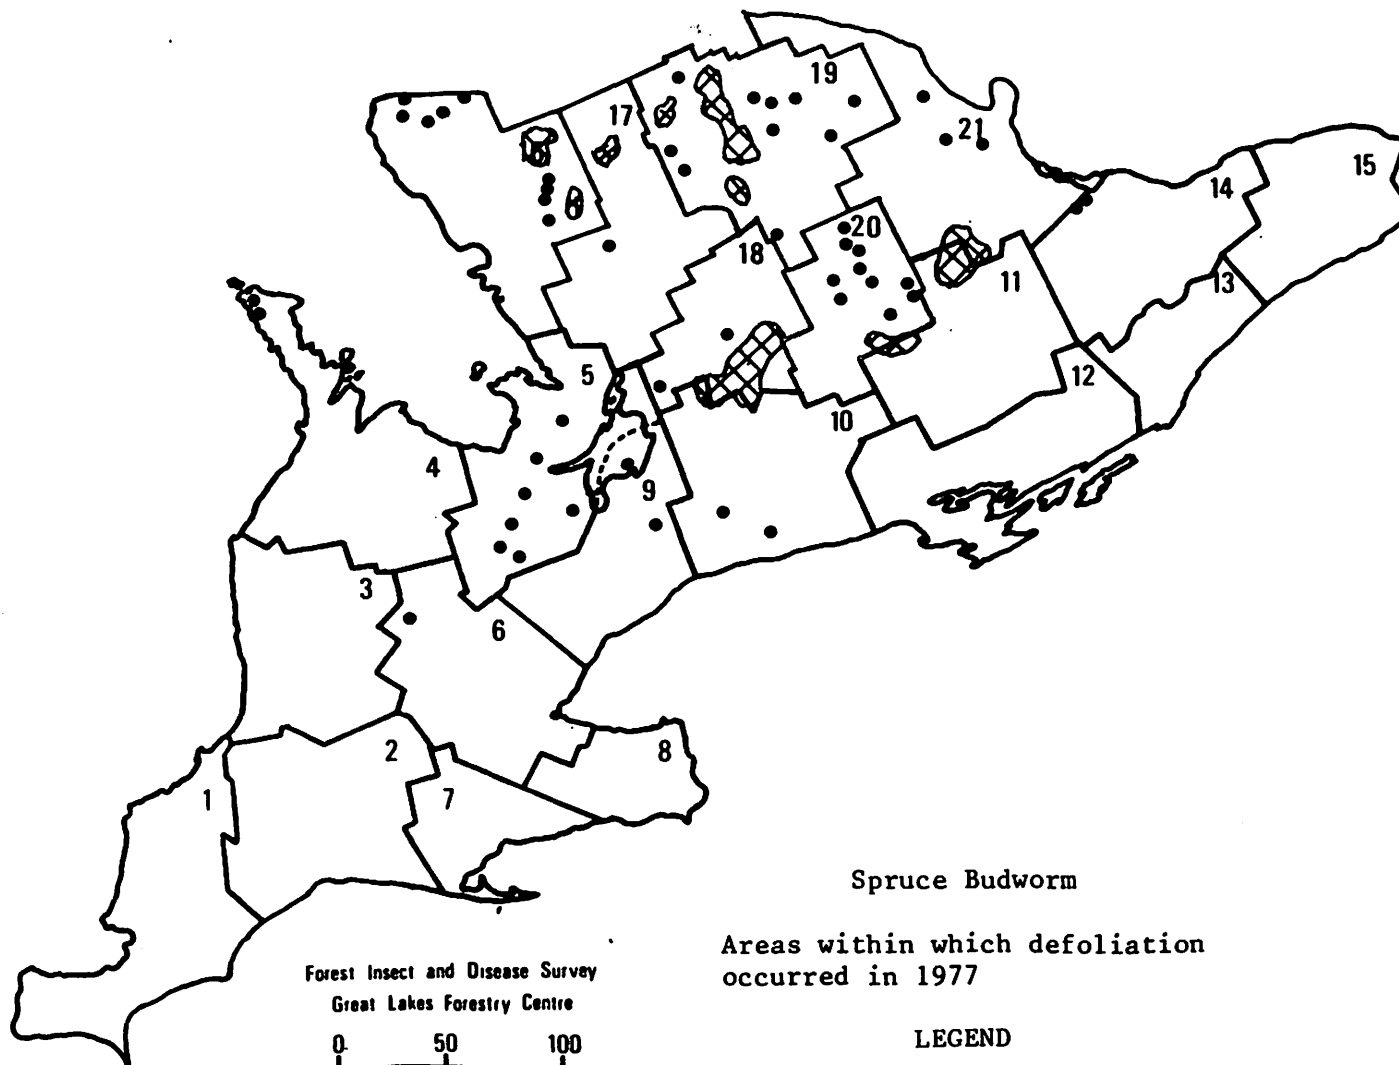 19
17
21
15
14
20
18
11
13
5
12
10
4
9
3
6
2
8
1
7
Spruce Budworm
Areas within which defoliation
occurred in 1977
Forest Insect and Disease Survey
Great Lakes Forestry Centre
0 50 100
LEGEND